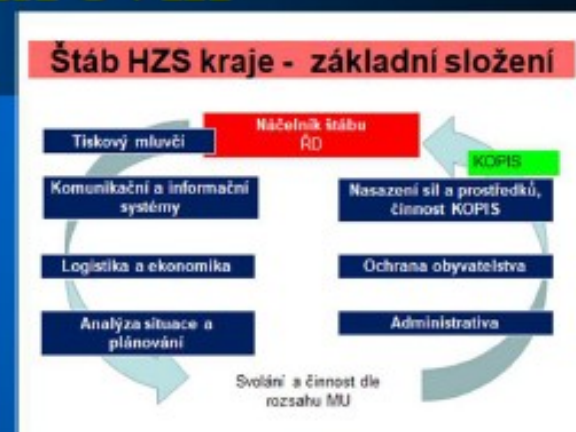 Štáb HZS kraje - základní složení
Náčelník štábu
ŘD
Tiskový mluvčí
KOPIS
Komunikační a informační
systémy
Nasazení sil a prostředků,
činnost KOPIS
Logistika a ekonomika
Ochrana obyvatelstva
Analýza situace a
plánování
Administrativa
Svolání a činnost dle
rozsahu MU